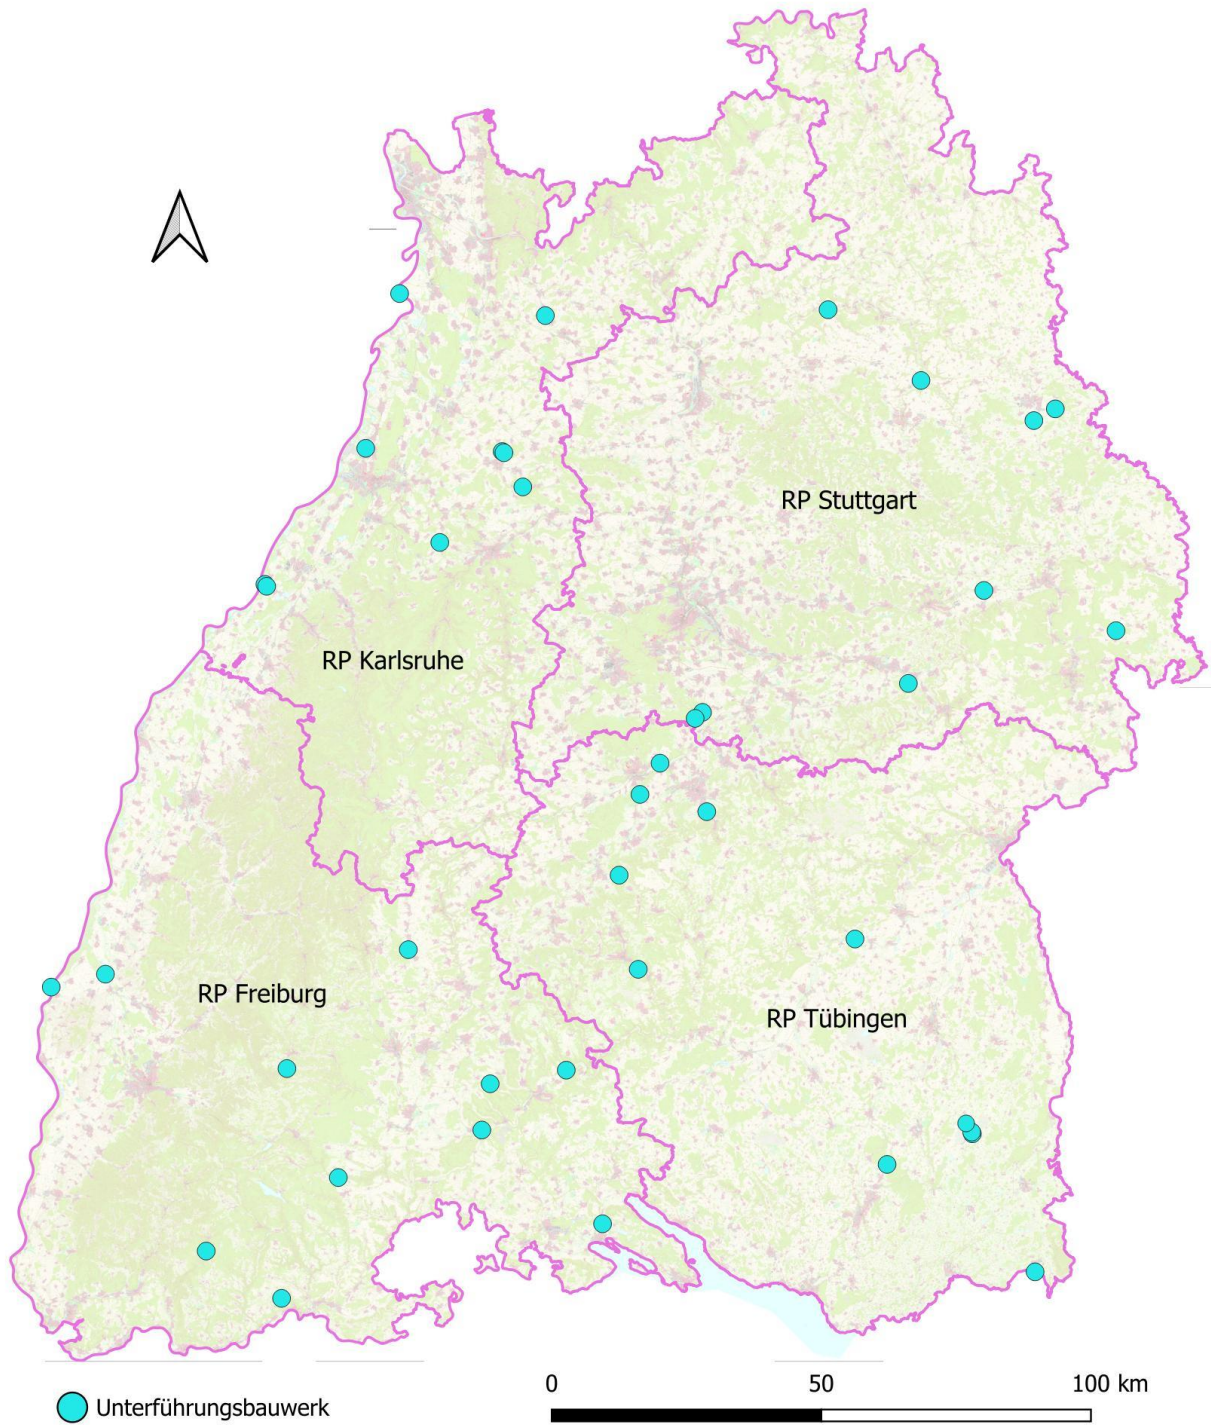 RP Stuttgart
RP Karlsruhe
RP Freiburg
RP Tübingen
0 50 100 km
Unterführungsbauwerk